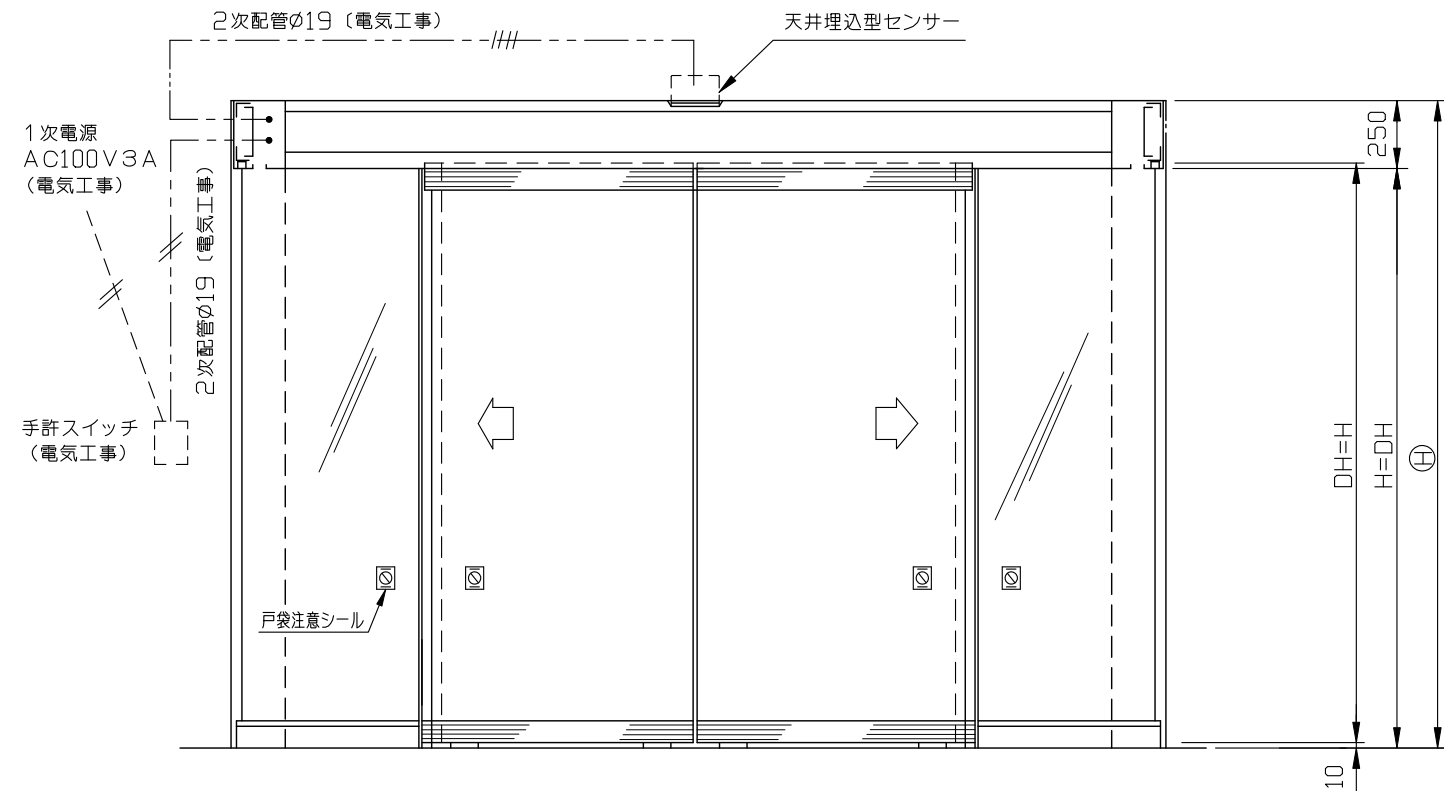 2次配管Ø19（電気工事）
天井埋込型センサー
1次電源
AC100V3A
（電気工事）
2次配管Ø19（電気工事）
手許スイッチ
（電気工事）
戸袋注意シール
250
DH=H
H=DH
H
10